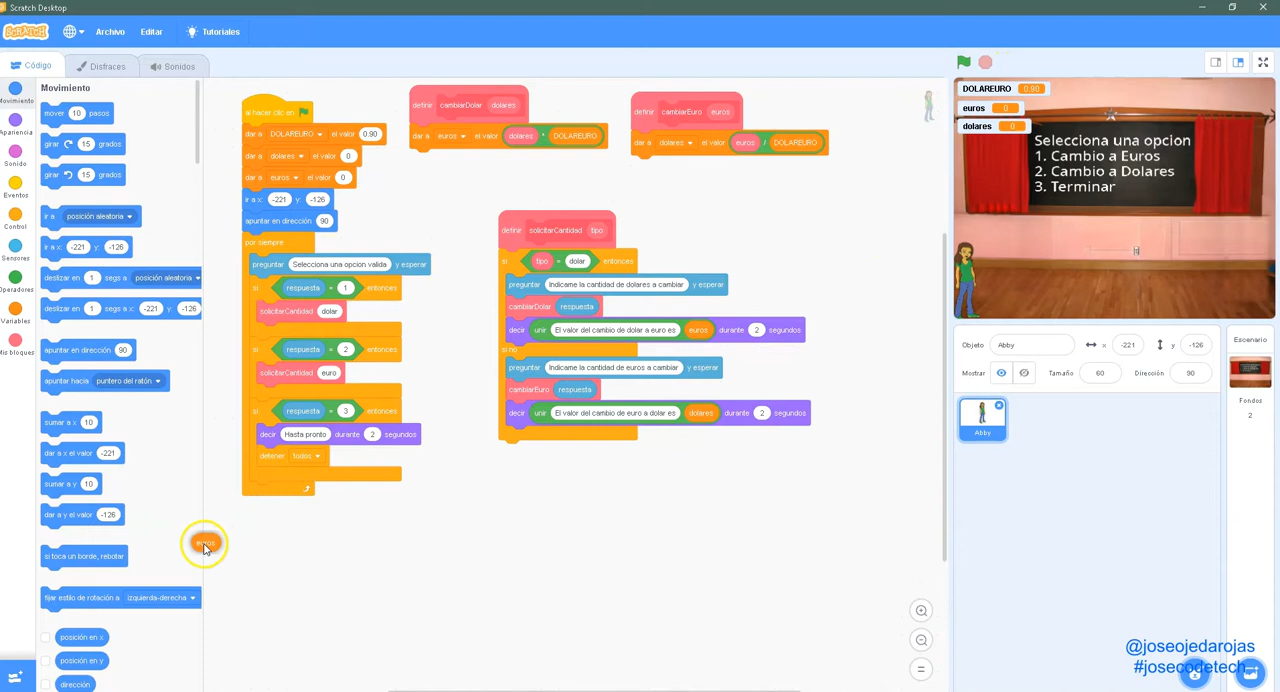 Scratch Desktop
SCRATCH Archivo Editar Tutoriales
Código Disfraces Sonidos
Movimiento
Apariencia
Sonido
Eventos
Control
Sensores
Operadores
Variables
Mis bloques
Movimiento
mover 10 pasos
girar 15 grados
girar 15 grados
ir a posición aleatoria
ir a x: -221 y: -126
deslizar en 1 segs a posición aleatoria
deslizar en 1 segs a x: -221 y: -126
apuntar en dirección 90
apuntar hacia puntero del ratón
sumar a x 10
dar a x el valor -221
sumar a y 10
dar a y el valor -126
si toca un borde, rebotar
fijar estilo de rotación a izquierda-derecha
posición en x
posición en y
dirección
al hacer clic en
dar a DOLAREURO el valor 0.90
dar a dolares el valor 0
dar a euros el valor 0
ir a x: -221 y: -126
apuntar en dirección 90
por siempre
preguntar Selecciona una opcion valida y esperar
si respuesta = 1 entonces
solicitarCantidad dolar
si respuesta = 2 entonces
solicitarCantidad euro
si respuesta = 3 entonces
decir Hasta pronto durante 2 segundos
detener todos
euros
definir cambiarDolar dolares
dar a euros el valor dolares * DOLAREURO
definir cambiarEuro euros
dar a dolares el valor euros / DOLAREURO
definir solicitarCantidad tipo
si tipo = dolar entonces
preguntar Indicame la cantidad de dolares a cambiar y esperar
cambiarDolar respuesta
decir unir El valor del cambio de dolar a euro es euros durante 2 segundos
si no
preguntar Indicame la cantidad de euros a cambiar y esperar
cambiarEuro respuesta
decir unir El valor del cambio de euro a dolar es dolares durante 2 segundos
DOLAREURO 0.90
euros 0
dolares 0
Selecciona una opcion
1. Cambio a Euros
2. Cambio a Dolares
3. Terminar
Objeto Abby x -221 y -126
Mostrar Tamaño 60 Dirección 90
Abby
Escenario
Fondos
2
@joseojedarojas
#josecodetech